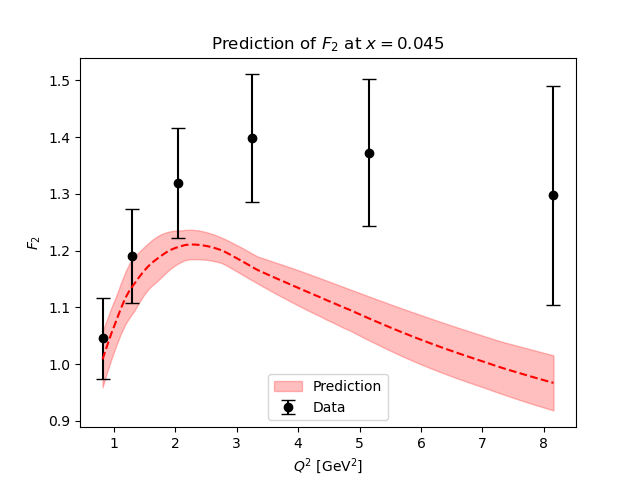 Prediction of $F_2$ at $x = 0.045$
1.5
1.4
1.3
1.2
1.1
1.0
0.9
$F_2$
Prediction
Data
1 2 3 4 5 6 7 8
$Q^2$ [GeV$^2$]